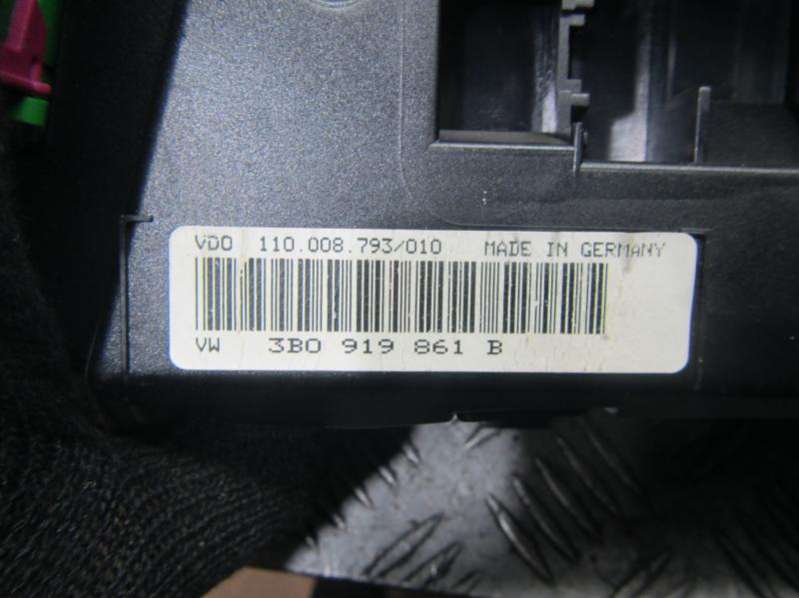 VDO 110.008.793/010 MADE IN GERMANY
VW 3B0 919 861 B